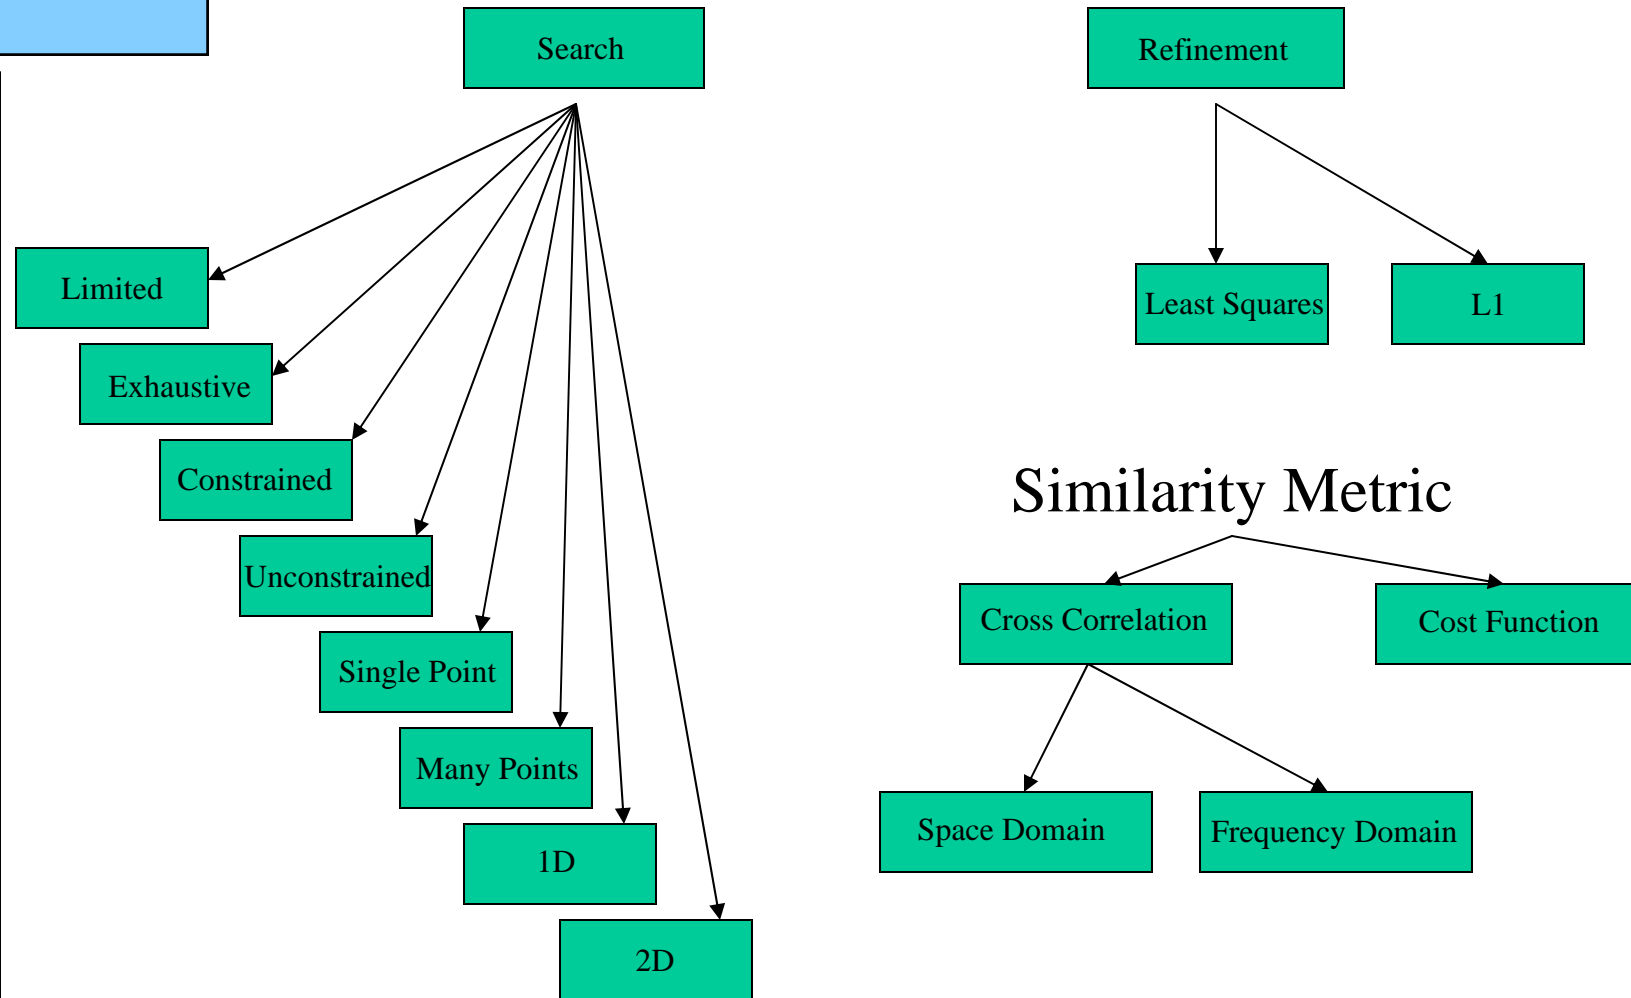 Search
Refinement
Limited
Exhaustive
Constrained
Unconstrained
Single Point
Many Points
1D
2D
Least Squares
L1
Similarity Metric
Cross Correlation
Cost Function
Space Domain
Frequency Domain